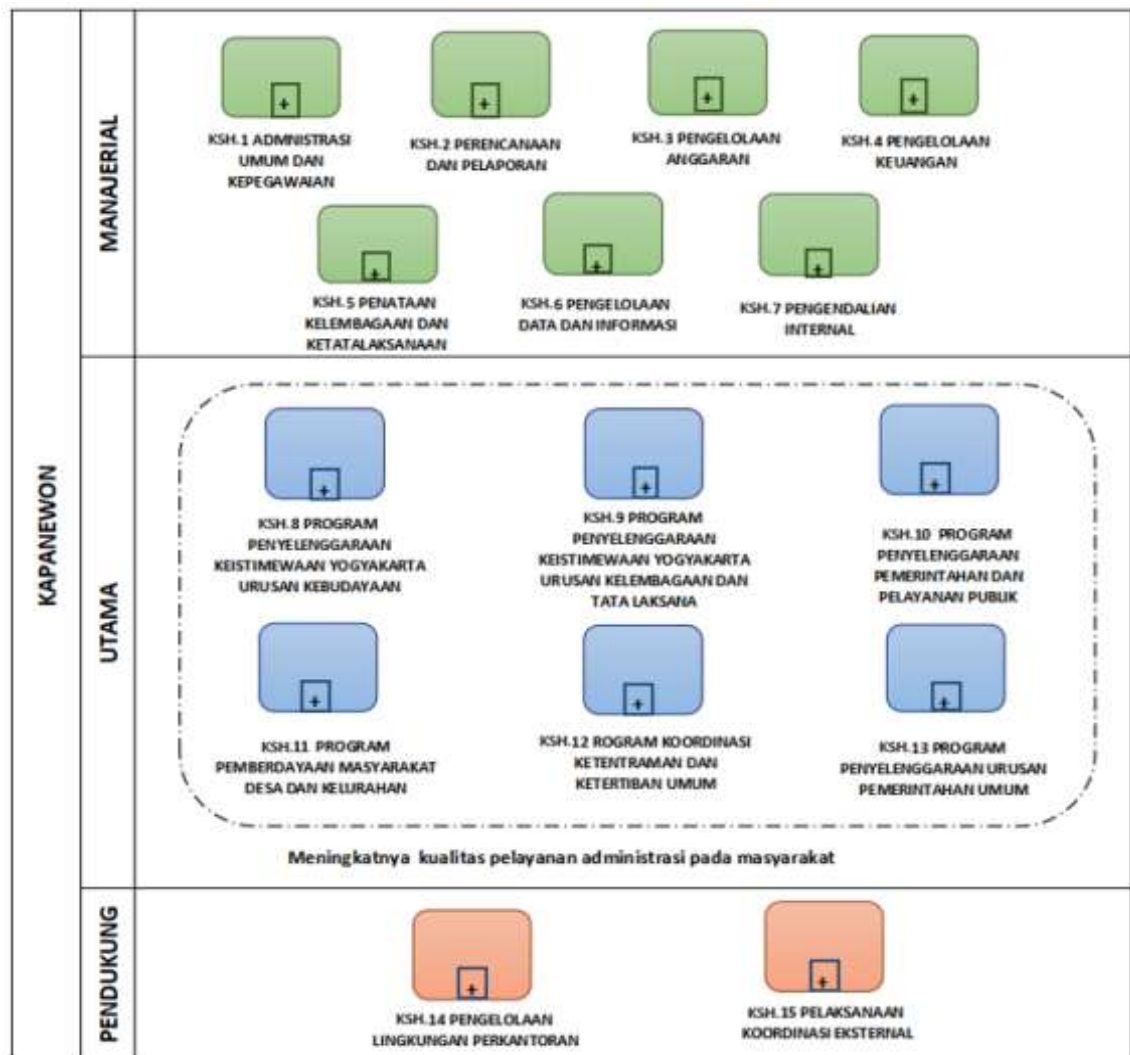 KAPANEWON
MANAJERIAL
KSH.1 ADMNISTRASI
UMUM DAN
KEPEGAWAIAN
KSH.2 PERENCANAAN
DAN PELAPORAN
KSH.3 PENGELOLAAN
ANGGARAN
KSH.4 PENGELOLAAN
KEUANGAN
KSH.5 PENATAAN
KELEMBAGAAN DAN
KETATALAKSANAAN
KSH.6 PENGELOLAAN
DATA DAN INFORMASI
KSH.7 PENGENDALIAN
INTERNAL
UTAMA
KSH.8 PROGRAM
PENYELENGGARAAN
KEISTIMEWAAN YOGYAKARTA
URUSAN KEBUDAYAAN
KSH.9 PROGRAM
PENYELENGGARAAN
KEISTIMEWAAN YOGYAKARTA
URUSAN KELEMBAGAAN DAN
TATA LAKSANA
KSH.10 PROGRAM
PENYELENGGARAAN
PEMERINTAHAN DAN
PELAYANAN PUBLIK
KSH.11 PROGRAM
PEMBERDAYAAN MASYARAKAT
DESA DAN KELURAHAN
KSH.12 ROGRAM KOORDINASI
KETENTRAMAN DAN
KETERTIBAN UMUM
KSH.13 PROGRAM
PENYELENGGARAAN URUSAN
PEMERINTAHAN UMUM
Meningkatnya kualitas pelayanan administrasi pada masyarakat
PENDUKUNG
KSH.14 PENGELOLAAN
LINGKUNGAN PERKANTORAN
KSH.15 PELAKSANAAN
KOORDINASI EKSTERNAL